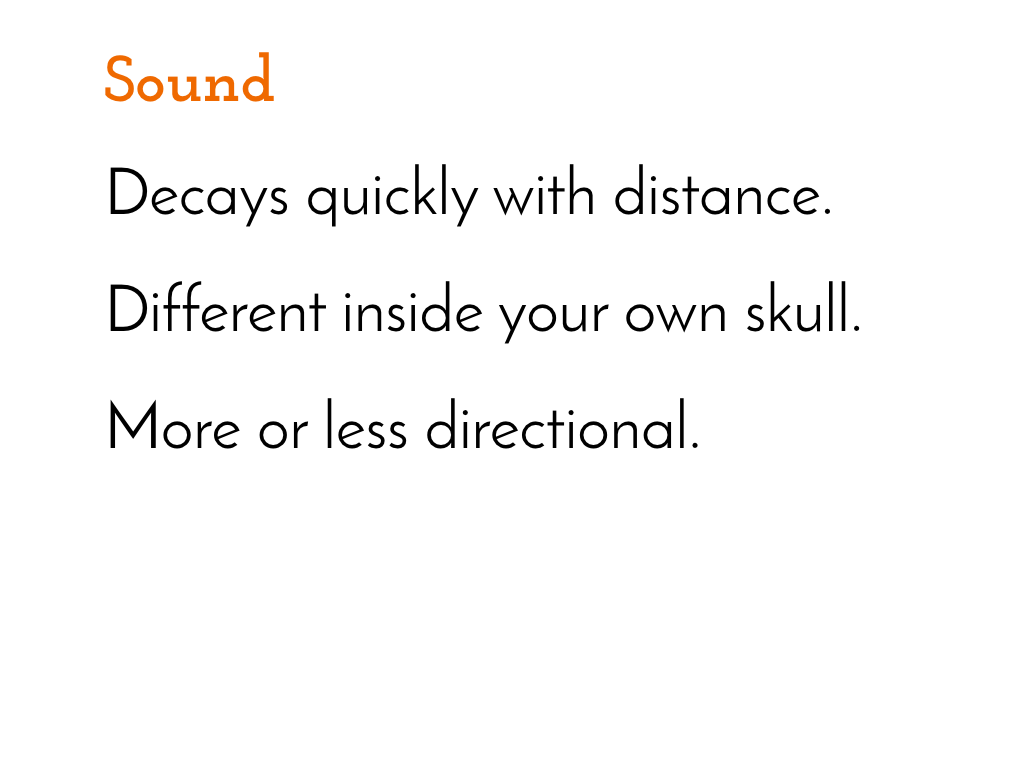 Sound
Decays quickly with distance.
Different inside your own skull.
More or less directional.